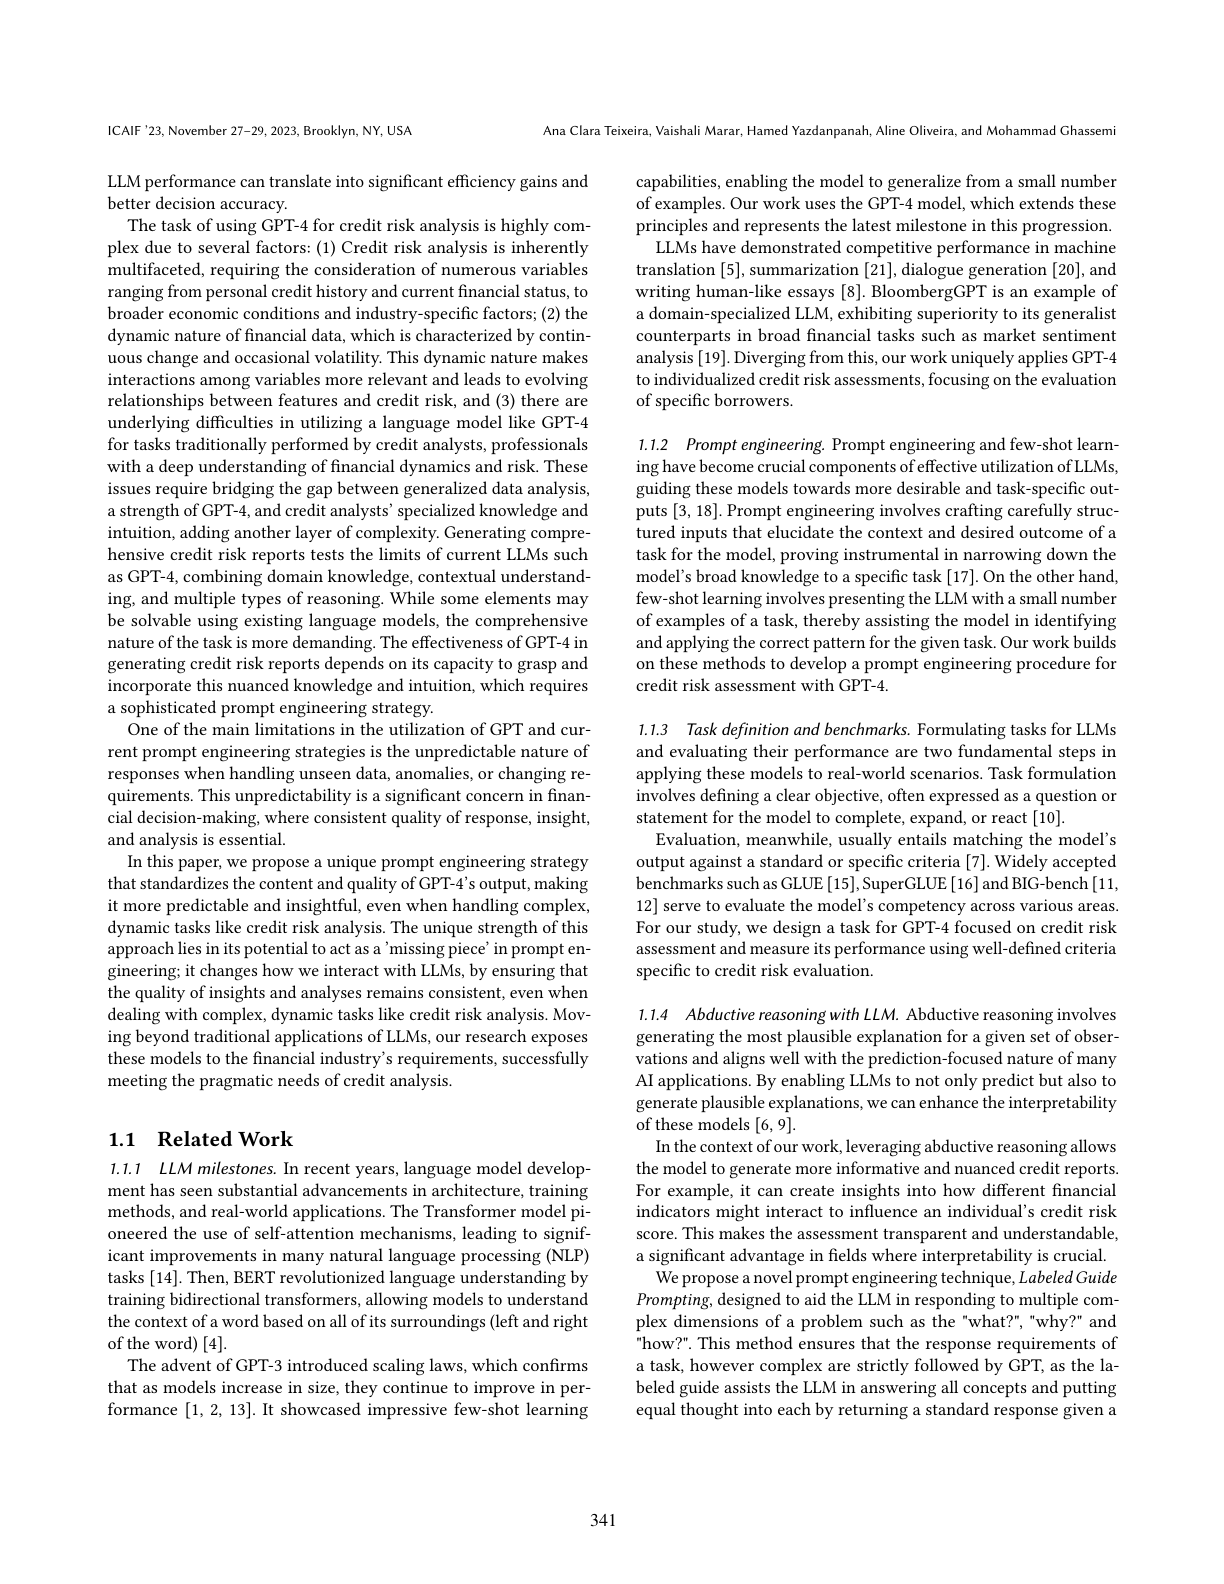 ICAIF '23, November 27–29, 2023, Brooklyn, NY, USA
Ana Clara Teixeira, Vaishali Marar, Hamed Yazdanpanah, Aline Oliveira, and Mohammad Ghassemi
LLM performance can translate into significant efficiency gains and
better decision accuracy.
The task of using GPT-4 for credit risk analysis is highly com-
plex due to several factors: (1) Credit risk analysis is inherently
multifaceted, requiring the consideration of numerous variables
ranging from personal credit history and current financial status, to
broader economic conditions and industry-specific factors; (2) the
dynamic nature of financial data, which is characterized by contin-
uous change and occasional volatility. This dynamic nature makes
interactions among variables more relevant and leads to evolving
relationships between features and credit risk, and (3) there are
underlying difficulties in utilizing a language model like GPT-4
for tasks traditionally performed by credit analysts, professionals
with a deep understanding of financial dynamics and risk. These
issues require bridging the gap between generalized data analysis,
a strength of GPT-4, and credit analysts' specialized knowledge and
intuition, adding another layer of complexity. Generating compre-
hensive credit risk reports tests the limits of current LLMs such
as GPT-4, combining domain knowledge, contextual understand-
ing, and multiple types of reasoning. While some elements may
be solvable using existing language models, the comprehensive
nature of the task is more demanding. The effectiveness of GPT-4 in
generating credit risk reports depends on its capacity to grasp and
incorporate this nuanced knowledge and intuition, which requires
a sophisticated prompt engineering strategy.
One of the main limitations in the utilization of GPT and cur-
rent prompt engineering strategies is the unpredictable nature of
responses when handling unseen data, anomalies, or changing re-
quirements. This unpredictability is a significant concern in finan-
cial decision-making, where consistent quality of response, insight,
and analysis is essential.
In this paper, we propose a unique prompt engineering strategy
that standardizes the content and quality of GPT-4's output, making
it more predictable and insightful, even when handling complex,
dynamic tasks like credit risk analysis. The unique strength of this
approach lies in its potential to act as a 'missing piece' in prompt en-
gineering; it changes how we interact with LLMs, by ensuring that
the quality of insights and analyses remains consistent, even when
dealing with complex, dynamic tasks like credit risk analysis. Mov-
ing beyond traditional applications of LLMs, our research exposes
these models to the financial industry's requirements, successfully
meeting the pragmatic needs of credit analysis.
1.1 Related Work
1.1.1 LLM milestones. In recent years, language model develop-
ment has seen substantial advancements in architecture, training
methods, and real-world applications. The Transformer model pi-
oneered the use of self-attention mechanisms, leading to signif-
icant improvements in many natural language processing (NLP)
tasks [14]. Then, BERT revolutionized language understanding by
training bidirectional transformers, allowing models to understand
the context of a word based on all of its surroundings (left and right
of the word) [4].
The advent of GPT-3 introduced scaling laws, which confirms
that as models increase in size, they continue to improve in per-
formance [1, 2, 13]. It showcased impressive few-shot learning
capabilities, enabling the model to generalize from a small number
of examples. Our work uses the GPT-4 model, which extends these
principles and represents the latest milestone in this progression.
LLMs have demonstrated competitive performance in machine
translation [5], summarization [21], dialogue generation [20], and
writing human-like essays [8]. BloombergGPT is an example of
a domain-specialized LLM, exhibiting superiority to its generalist
counterparts in broad financial tasks such as market sentiment
analysis [19]. Diverging from this, our work uniquely applies GPT-4
to individualized credit risk assessments, focusing on the evaluation
of specific borrowers.
1.1.2 Prompt engineering. Prompt engineering and few-shot learn-
ing have become crucial components of effective utilization of LLMs,
guiding these models towards more desirable and task-specific out-
puts [3, 18]. Prompt engineering involves crafting carefully struc-
tured inputs that elucidate the context and desired outcome of a
task for the model, proving instrumental in narrowing down the
model's broad knowledge to a specific task [17]. On the other hand,
few-shot learning involves presenting the LLM with a small number
of examples of a task, thereby assisting the model in identifying
and applying the correct pattern for the given task. Our work builds
on these methods to develop a prompt engineering procedure for
credit risk assessment with GPT-4.
1.1.3 Task definition and benchmarks. Formulating tasks for LLMs
and evaluating their performance are two fundamental steps in
applying these models to real-world scenarios. Task formulation
involves defining a clear objective, often expressed as a question or
statement for the model to complete, expand, or react [10].
Evaluation, meanwhile, usually entails matching the model's
output against a standard or specific criteria [7]. Widely accepted
benchmarks such as GLUE [15], SuperGLUE [16] and BIG-bench [11,
12] serve to evaluate the model's competency across various areas.
For our study, we design a task for GPT-4 focused on credit risk
assessment and measure its performance using well-defined criteria
specific to credit risk evaluation.
1.1.4 Abductive reasoning with LLM. Abductive reasoning involves
generating the most plausible explanation for a given set of obser-
vations and aligns well with the prediction-focused nature of many
AI applications. By enabling LLMs to not only predict but also to
generate plausible explanations, we can enhance the interpretability
of these models [6, 9].
In the context of our work, leveraging abductive reasoning allows
the model to generate more informative and nuanced credit reports.
For example, it can create insights into how different financial
indicators might interact to influence an individual's credit risk
score. This makes the assessment transparent and understandable,
a significant advantage in fields where interpretability is crucial.
We propose a novel prompt engineering technique, Labeled Guide
Prompting, designed to aid the LLM in responding to multiple com-
plex dimensions of a problem such as the "what?", "why?" and
"how?". This method ensures that the response requirements of
a task, however complex are strictly followed by GPT, as the la-
beled guide assists the LLM in answering all concepts and putting
equal thought into each by returning a standard response given a
341